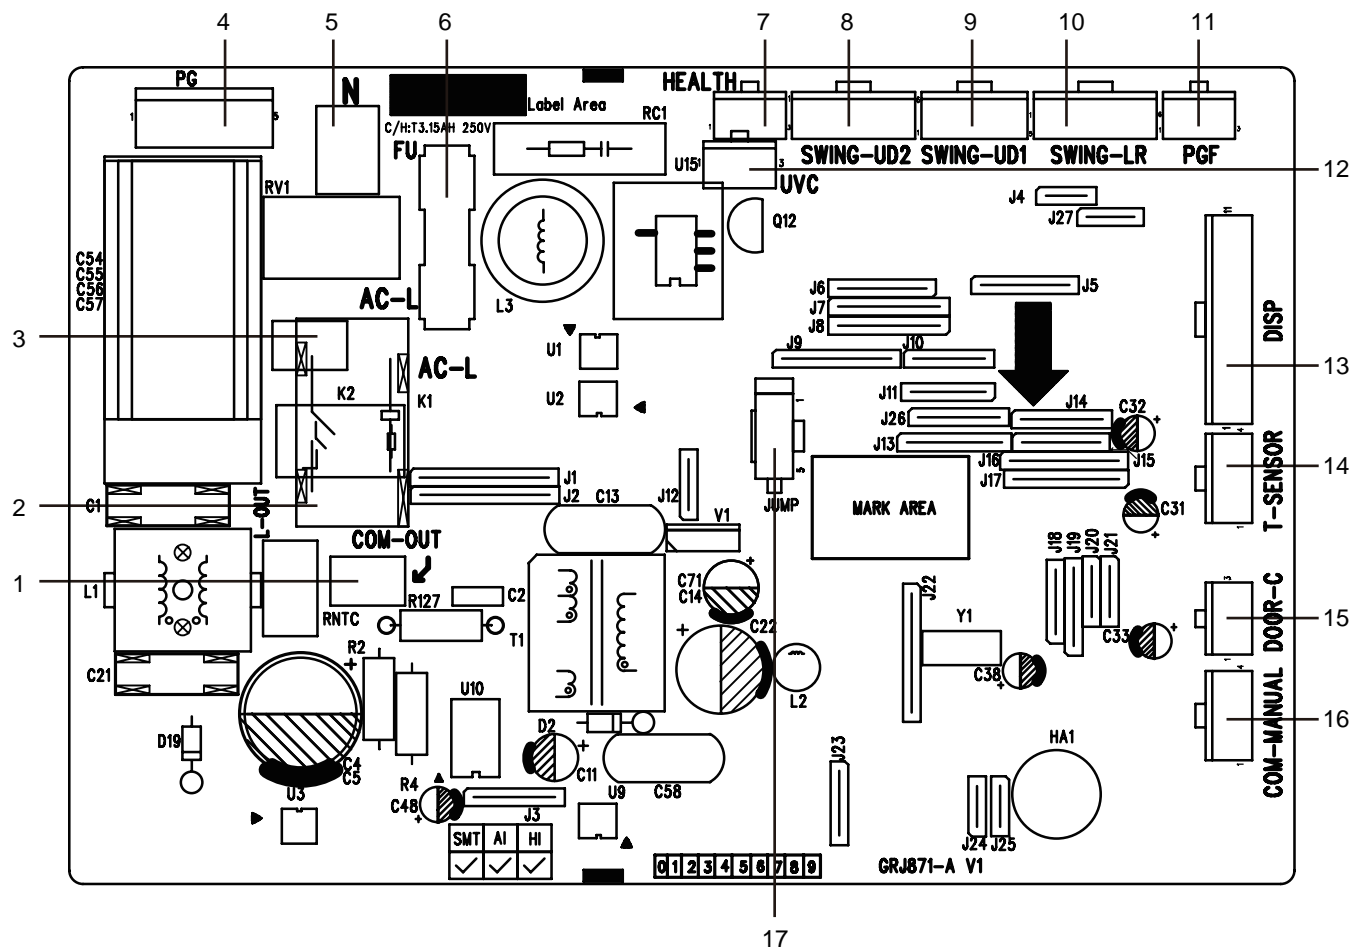 4 5 6 7 8 9 10 11
PG
N
HEALTH
Label Area
C/H:T3.15AH 250V
RC1
FU
U15
SWING-UD2 SWING-UD1 SWING-LR PGF
12
UVC
RV1
J4
J27
Q12
C54
C55
C56
C57
AC-L
L3
J6
J5
J7
J8
DISP
3
U1
J9
J10
13
AC-L
U2
K2
K1
J11
J26
J14
C32
J13
J15
J16
14
T-SENSOR
J17
J1
J2
J12
C13
JUMP
MARK AREA
2
C1
L-OUT
V1
C31
COM-OUT
J18
J19
J20
J21
1
L1
C71
C14
J22
RNTC
R127
C2
DOOR-C
15
T1
C22
Y1
C33
R2
C21
C38
U10
L2
16
COM-MANUAL
D19
D2
HA1
C4
C5
C11
J23
R4
C58
U3
C48
J3
U9
SMT AI HI
J24 J25
0 1 2 3 4 5 6 7 8 9
GRJ871-A V1
17